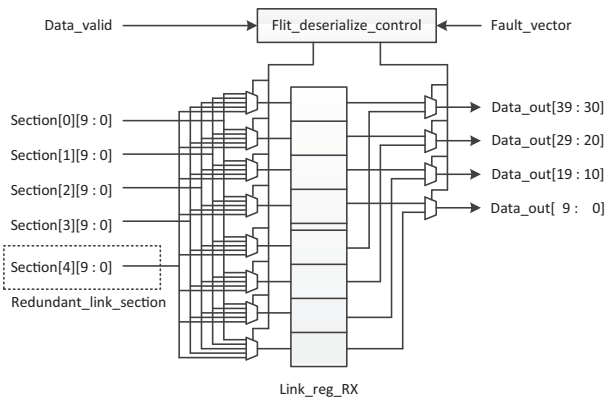 Data_valid
Flit_deserialize_control
Fault_vector
Section[0][9 : 0]
Section[1][9 : 0]
Section[2][9 : 0]
Section[3][9 : 0]
Section[4][9 : 0]
Redundant_link_section
Data_out[39 : 30]
Data_out[29 : 20]
Data_out[19 : 10]
Data_out[ 9 : 0]
Link_reg_RX